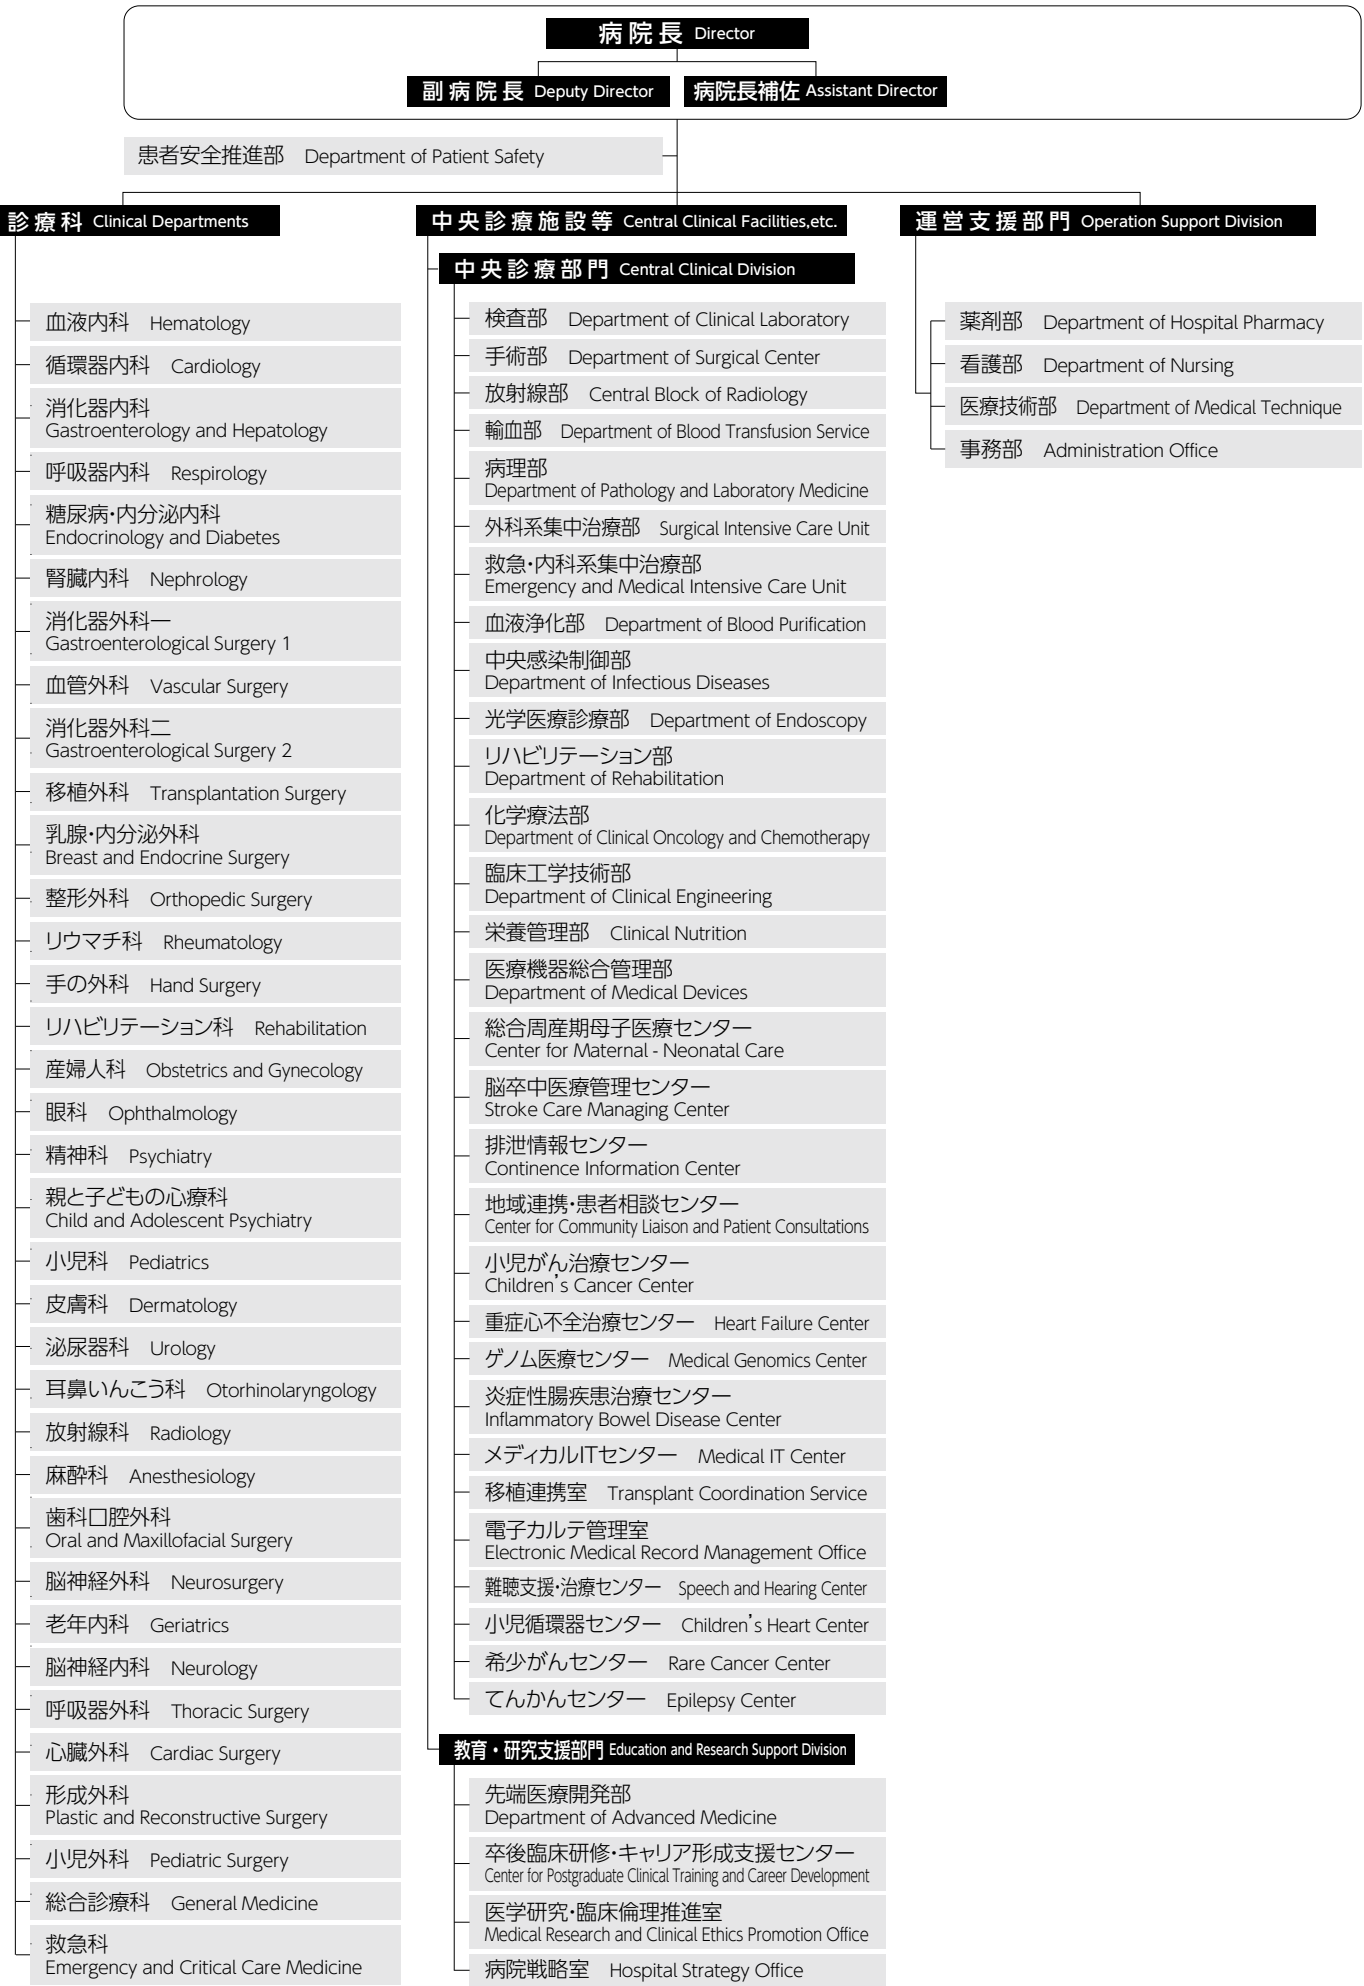 病院長 Director
副病院長 Deputy Director
病院長補佐 Assistant Director
患者安全推進部 Department of Patient Safety
診療科 Clinical Departments
血液内科 Hematology
循環器内科 Cardiology
消化器内科
Gastroenterology and Hepatology
呼吸器内科 Respirology
糖尿病・内分泌内科
Endocrinology and Diabetes
腎臓内科 Nephrology
消化器外科一
Gastroenterological Surgery 1
血管外科 Vascular Surgery
消化器外科二
Gastroenterological Surgery 2
移植外科 Transplantation Surgery
乳腺・内分泌外科
Breast and Endocrine Surgery
整形外科 Orthopedic Surgery
リウマチ科 Rheumatology
手の外科 Hand Surgery
リハビリテーション科 Rehabilitation
産婦人科 Obstetrics and Gynecology
眼科 Ophthalmology
精神科 Psychiatry
親と子どもの心療科
Child and Adolescent Psychiatry
小児科 Pediatrics
皮膚科 Dermatology
泌尿器科 Urology
耳鼻いんこう科 Otorhinolaryngology
放射線科 Radiology
麻酔科 Anesthesiology
歯科口腔外科
Oral and Maxillofacial Surgery
脳神経外科 Neurosurgery
老年内科 Geriatrics
脳神経内科 Neurology
呼吸器外科 Thoracic Surgery
心臓外科 Cardiac Surgery
形成外科
Plastic and Reconstructive Surgery
小児外科 Pediatric Surgery
総合診療科 General Medicine
救急科
Emergency and Critical Care Medicine
中央診療施設等 Central Clinical Facilities,etc.
中央診療部門 Central Clinical Division
検査部 Department of Clinical Laboratory
手術部 Department of Surgical Center
放射線部 Central Block of Radiology
輸血部 Department of Blood Transfusion Service
病理部
Department of Pathology and Laboratory Medicine
外科系集中治療部 Surgical Intensive Care Unit
救急・内科系集中治療部
Emergency and Medical Intensive Care Unit
血液浄化部 Department of Blood Purification
中央感染制御部
Department of Infectious Diseases
光学医療診療部 Department of Endoscopy
リハビリテーション部
Department of Rehabilitation
化学療法部
Department of Clinical Oncology and Chemotherapy
臨床工学技術部
Department of Clinical Engineering
栄養管理部 Clinical Nutrition
医療機器総合管理部
Department of Medical Devices
総合周産期母子医療センター
Center for Maternal - Neonatal Care
脳卒中医療管理センター
Stroke Care Managing Center
排泄情報センター
Continence Information Center
地域連携・患者相談センター
Center for Community Liaison and Patient Consultations
小児がん治療センター
Children's Cancer Center
重症心不全治療センター Heart Failure Center
ゲノム医療センター Medical Genomics Center
炎症性腸疾患治療センター
Inflammatory Bowel Disease Center
メディカルITセンター Medical IT Center
移植連携室 Transplant Coordination Service
電子カルテ管理室
Electronic Medical Record Management Office
難聴支援・治療センター Speech and Hearing Center
小児循環器センター Children's Heart Center
希少がんセンター Rare Cancer Center
てんかんセンター Epilepsy Center
教育・研究支援部門 Education and Research Support Division
先端医療開発部
Department of Advanced Medicine
卒後臨床研修・キャリア形成支援センター
Center for Postgraduate Clinical Training and Career Development
医学研究・臨床倫理推進室
Medical Research and Clinical Ethics Promotion Office
病院戦略室 Hospital Strategy Office
運営支援部門 Operation Support Division
薬剤部 Department of Hospital Pharmacy
看護部 Department of Nursing
医療技術部 Department of Medical Technique
事務部 Administration Office